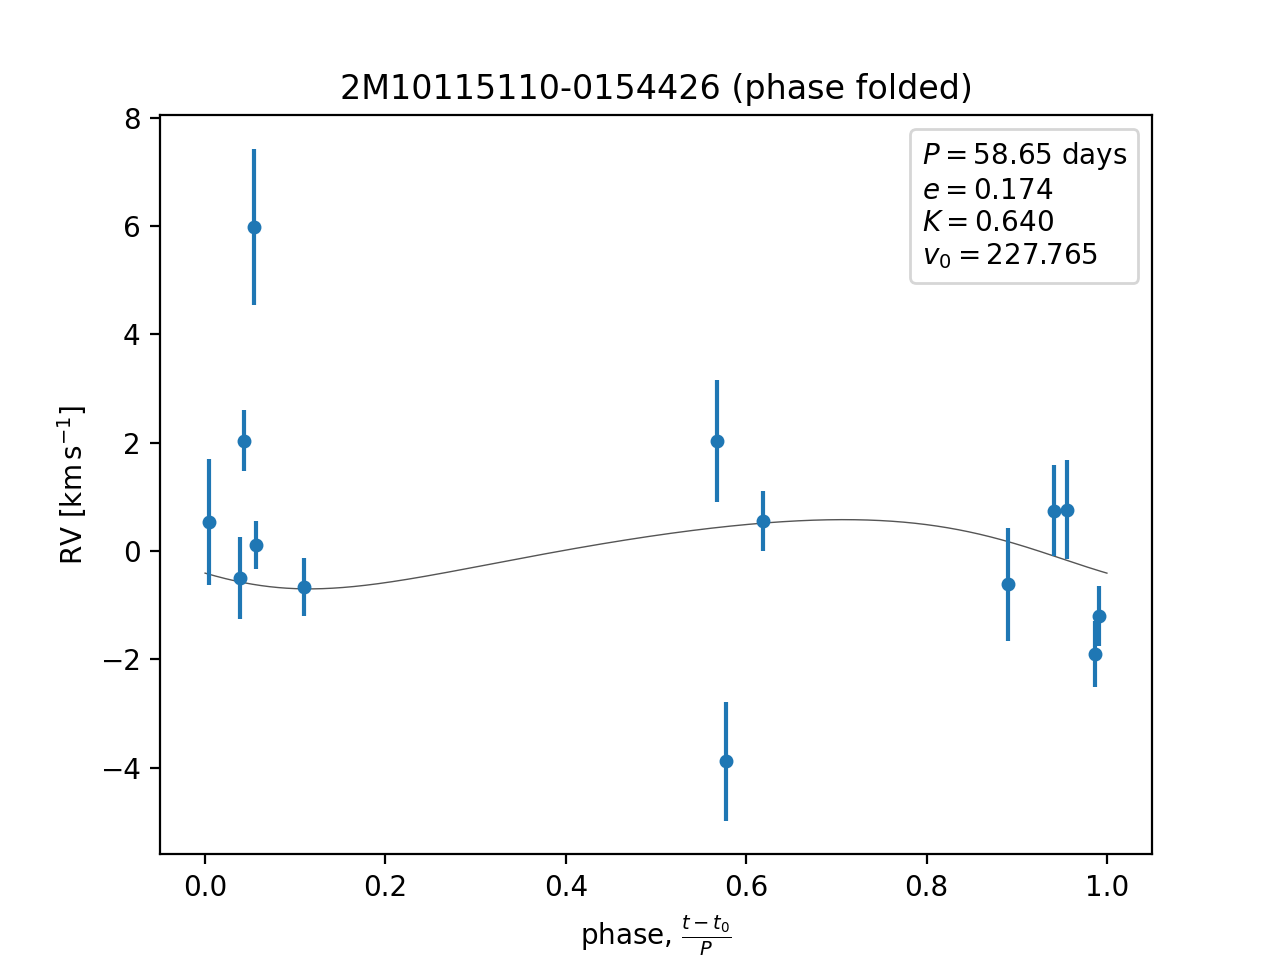 2M10115110-0154426 (phase folded)
P = 58.65 days
e = 0.174
K = 0.640
v₀ = 227.765
8
6
4
2
0
−2
−4
RV [km s⁻¹]
0.0 0.2 0.4 0.6 0.8 1.0
phase, (t − t₀)/P